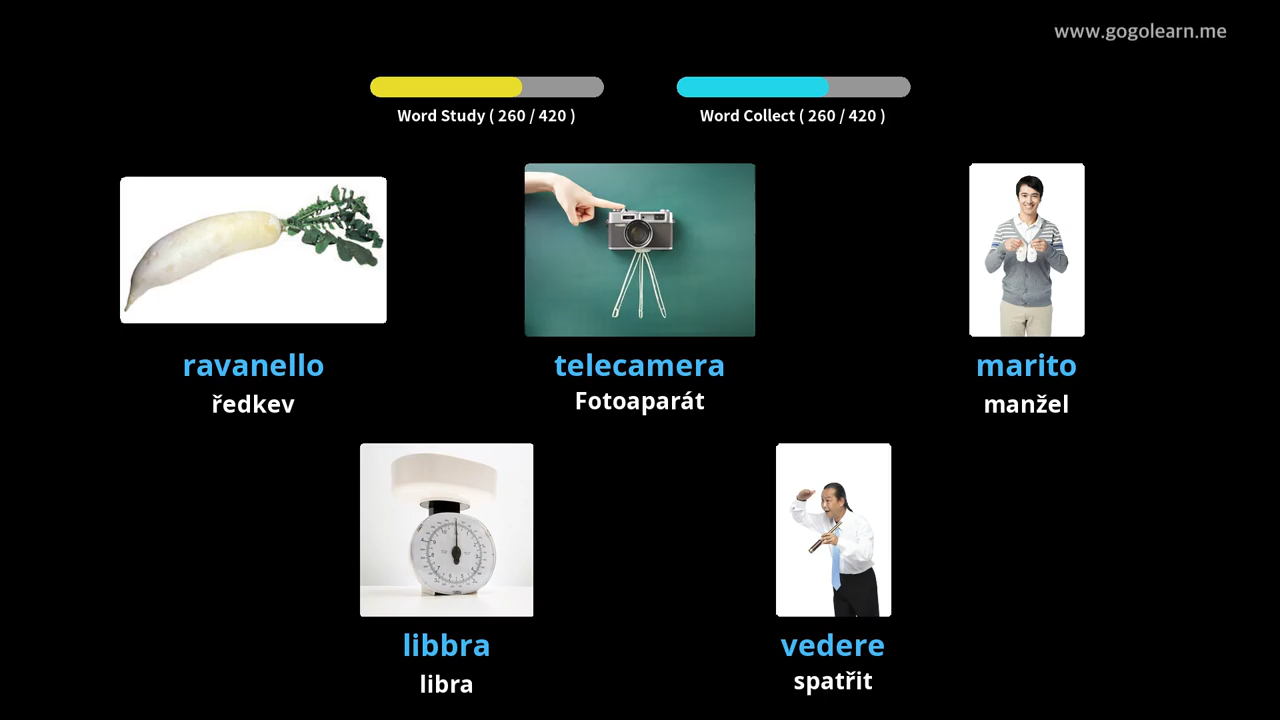 www.gogolearn.me
Word Study ( 260 / 420 )
Word Collect ( 260 / 420 )
ravanello
ředkev
telecamera
Fotoaparát
marito
manžel
libbra
libra
vedere
spatřit